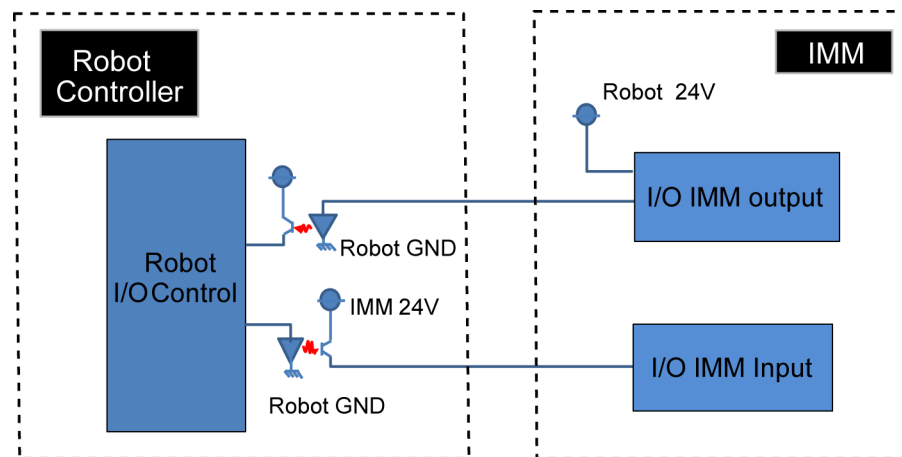 Robot
Controller
IMM
Robot 24V
I/O IMM output
Robot GND
Robot
I/O Control
IMM 24V
I/O IMM Input
Robot GND